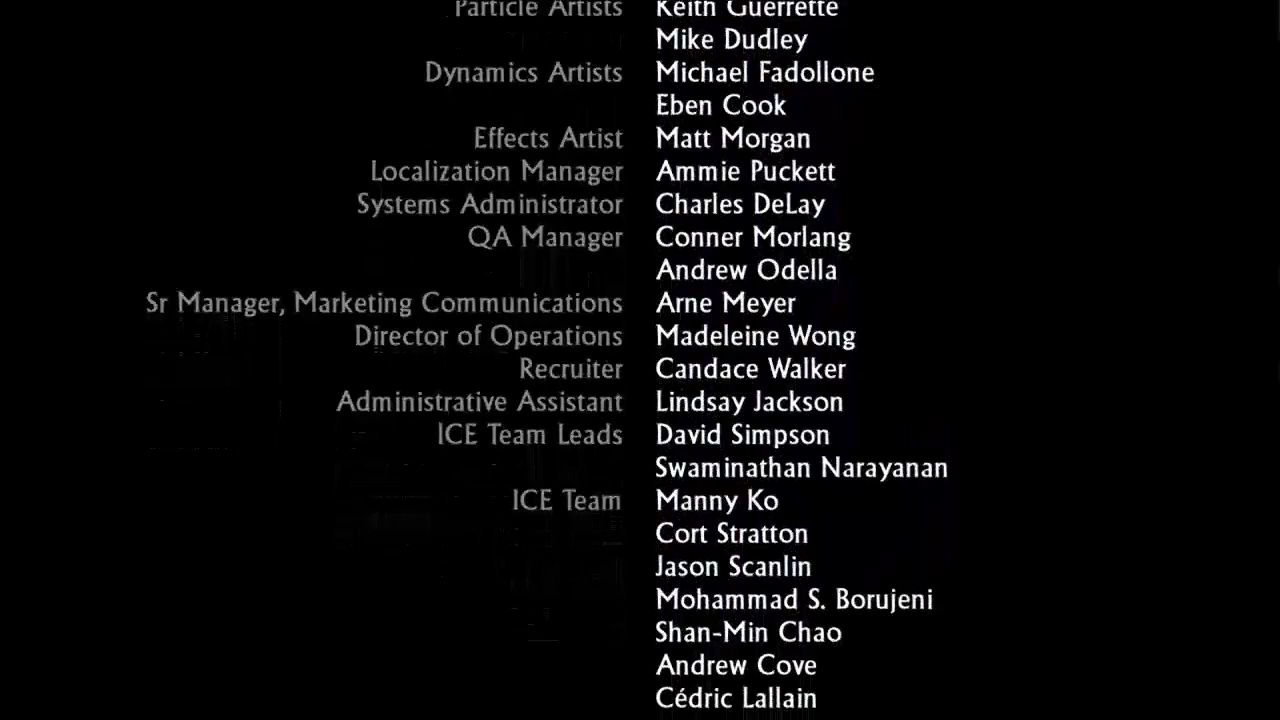 Particle Artists Keith Guerrette
Mike Dudley
Dynamics Artists Michael Fadollone
Eben Cook
Effects Artist Matt Morgan
Localization Manager Ammie Puckett
Systems Administrator Charles DeLay
QA Manager Conner Morlang
Andrew Odella
Sr Manager, Marketing Communications Arne Meyer
Director of Operations Madeleine Wong
Recruiter Candace Walker
Administrative Assistant Lindsay Jackson
ICE Team Leads David Simpson
Swaminathan Narayanan
ICE Team Manny Ko
Cort Stratton
Jason Scanlin
Mohammad S. Borujeni
Shan-Min Chao
Andrew Cove
Cédric Lallain